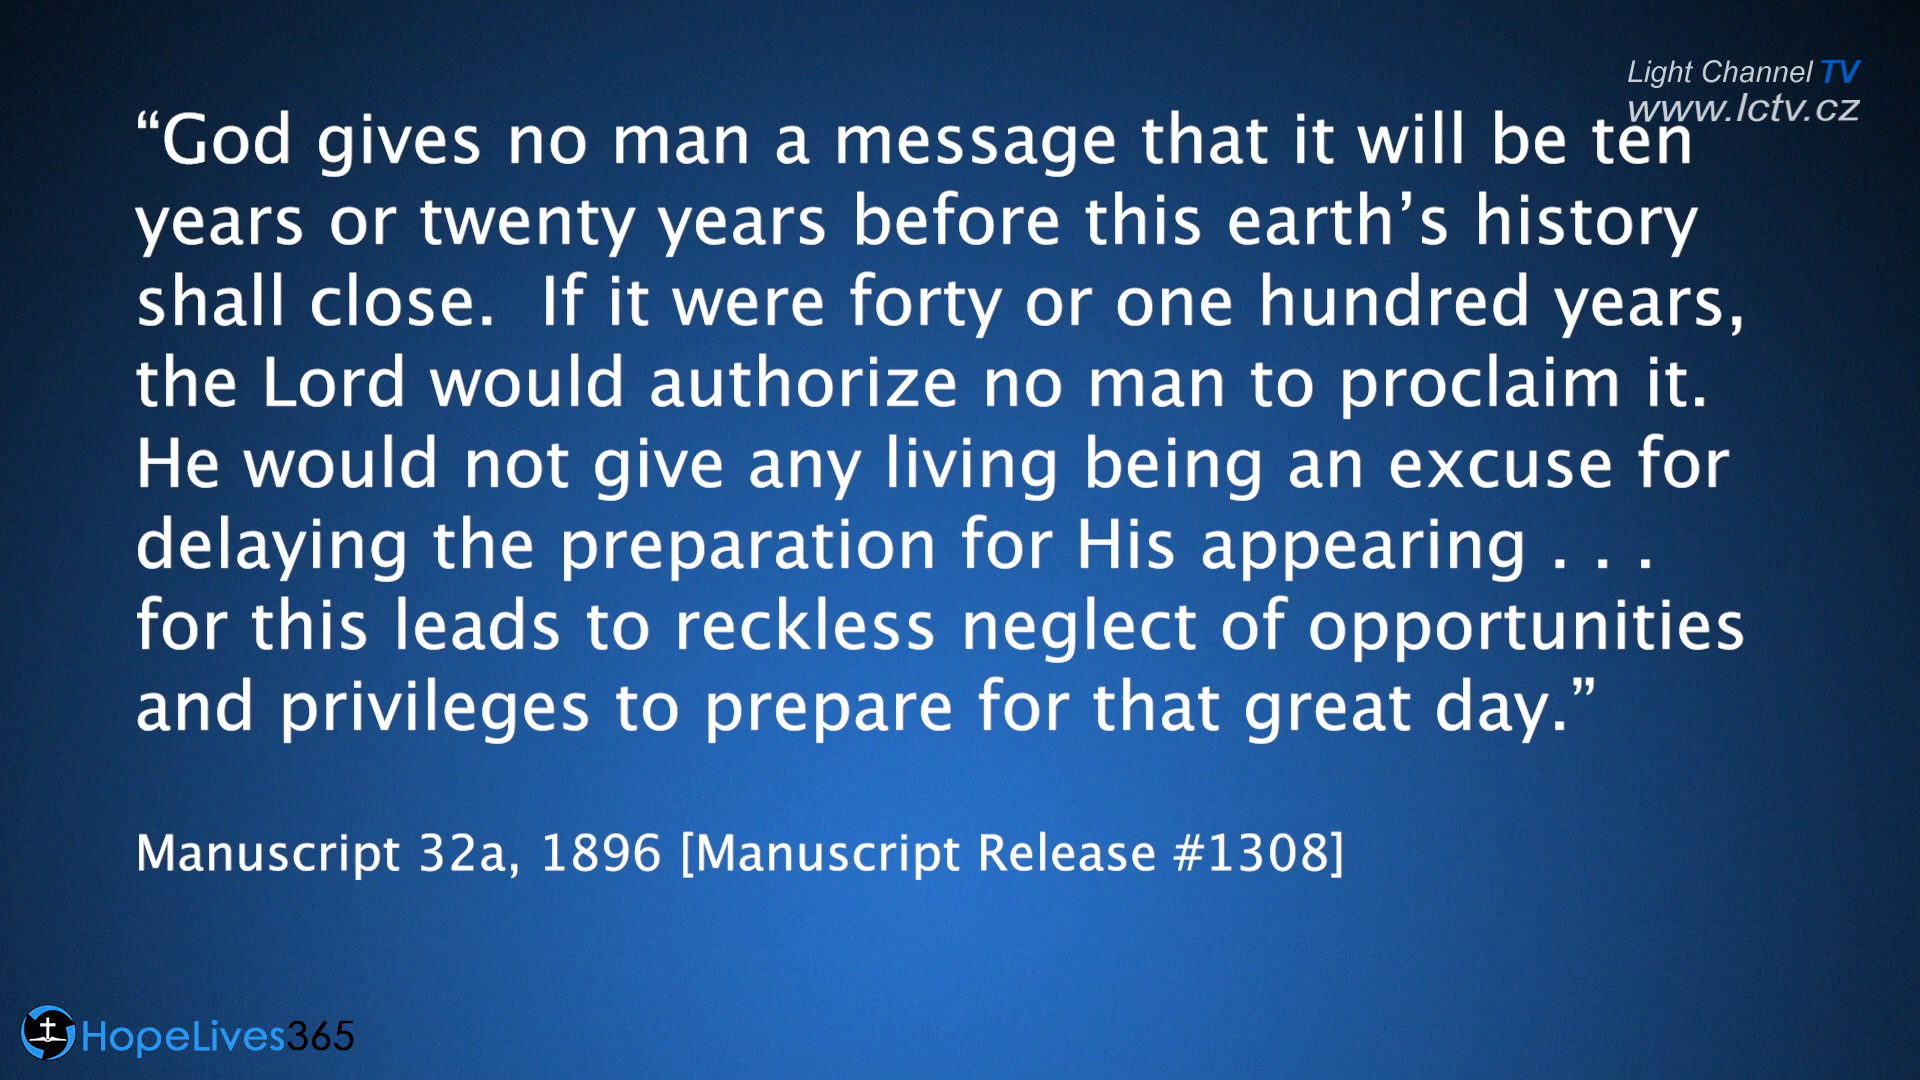 Light Channel TV
www.lctv.cz
“God gives no man a message that it will be ten
years or twenty years before this earth’s history
shall close.  If it were forty or one hundred years,
the Lord would authorize no man to proclaim it.
He would not give any living being an excuse for
delaying the preparation for His appearing . . .
for this leads to reckless neglect of opportunities
and privileges to prepare for that great day.”
Manuscript 32a, 1896 [Manuscript Release #1308]
HopeLives365